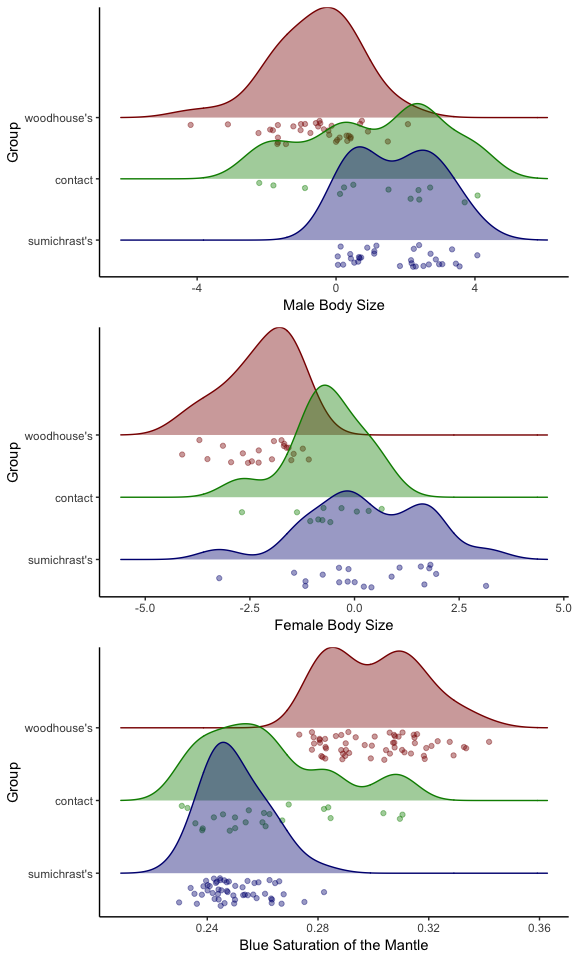 Group
woodhouse's
contact
sumichrast's
-4
0
4
Male Body Size
Group
woodhouse's
contact
sumichrast's
-5.0
-2.5
0.0
2.5
5.0
Female Body Size
Group
woodhouse's
contact
sumichrast's
0.24
0.28
0.32
0.36
Blue Saturation of the Mantle